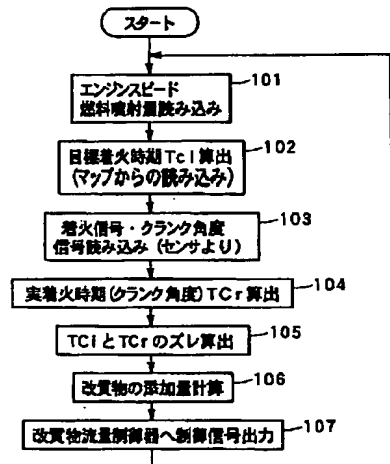 スタート
101
エンジンスピード
燃料噴射量読み込み
102
目標着火時期Tci算出
(マップからの読み込み)
103
着火信号・クランク角度
信号読み込み(センサより)
104
実着火時期(クランク角度)TCr算出
105
TCiとTCrのズレ算出
106
改質物の添加量計算
107
改質物流量制御器へ制御信号出力